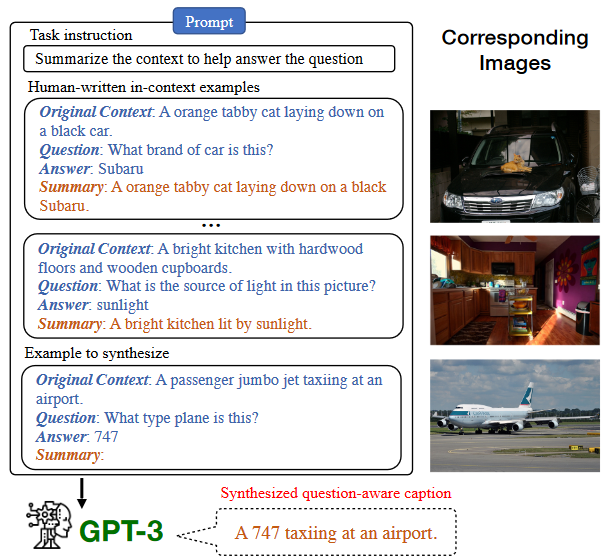 Prompt
Task instruction
Summarize the context to help answer the question
Human-written in-context examples
Original Context: A orange tabby cat laying down on
a black car.
Question: What brand of car is this?
Answer: Subaru
Summary: A orange tabby cat laying down on a black
Subaru.
...
Original Context: A bright kitchen with hardwood
floors and wooden cupboards.
Question: What is the source of light in this picture?
Answer: sunlight
Summary: A bright kitchen lit by sunlight.
Example to synthesize
Original Context: A passenger jumbo jet taxiing at an
airport.
Question: What type plane is this?
Answer: 747
Summary:
GPT-3
Synthesized question-aware caption
A 747 taxiing at an airport.
Corresponding
Images